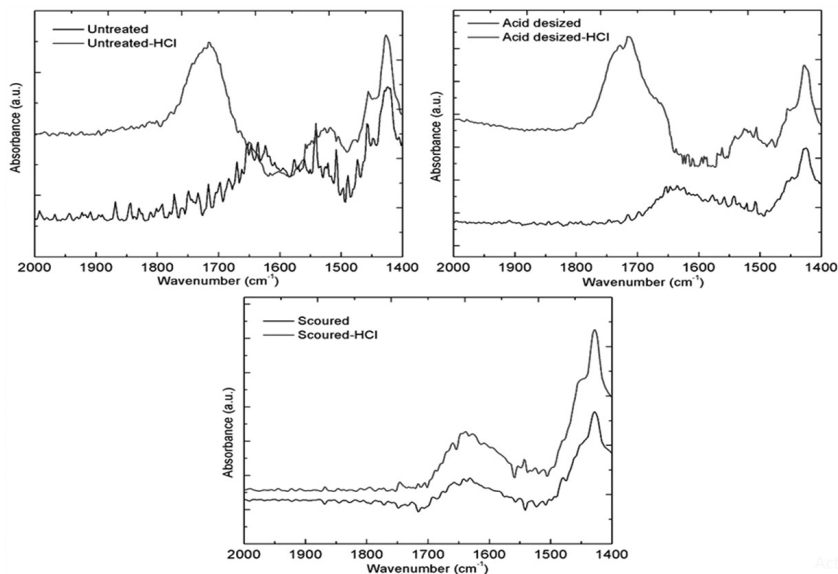 Untreated
Untreated-HCl
Absorbance (a.u.)
2000 1900 1800 1700 1600 1500 1400
Wavenumber (cm⁻¹)
Acid desized
Acid desized-HCl
Absorbance (a.u.)
2000 1900 1800 1700 1600 1500 1400
Wavenumber (cm⁻¹)
Scoured
Scoured-HCl
Absorbance (a.u.)
2000 1900 1800 1700 1600 1500 1400
Wavenumber (cm⁻¹)